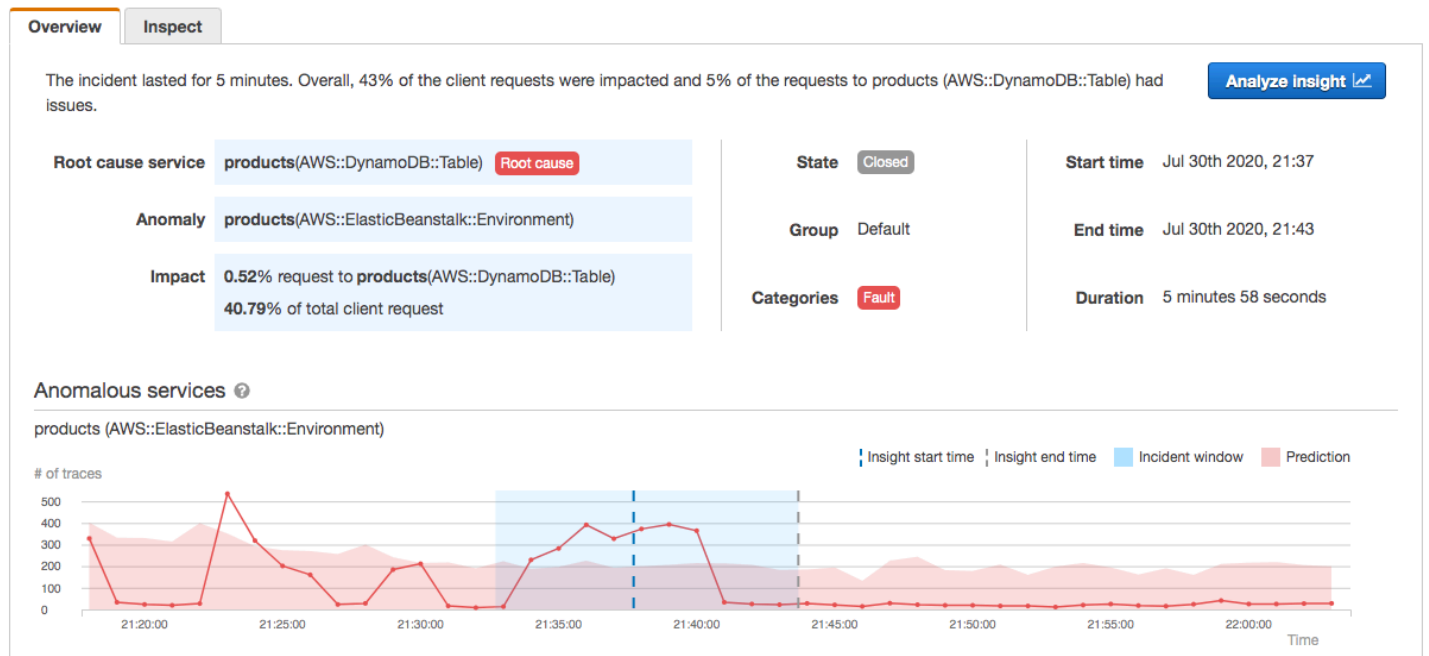 Overview Inspect
The incident lasted for 5 minutes. Overall, 43% of the client requests were impacted and 5% of the requests to products (AWS::DynamoDB::Table) had
issues.
Analyze insight
Root cause service products(AWS::DynamoDB::Table) Root cause
Anomaly products(AWS::ElasticBeanstalk::Environment)
Impact 0.52% request to products(AWS::DynamoDB::Table)
40.79% of total client request
State Closed
Group Default
Categories Fault
Start time Jul 30th 2020, 21:37
End time Jul 30th 2020, 21:43
Duration 5 minutes 58 seconds
Anomalous services ?
products (AWS::ElasticBeanstalk::Environment)
Insight start time Insight end time Incident window Prediction
# of traces
500
400
300
200
100
0
21:20:00 21:25:00 21:30:00 21:35:00 21:40:00 21:45:00 21:50:00 21:55:00 22:00:00
Time